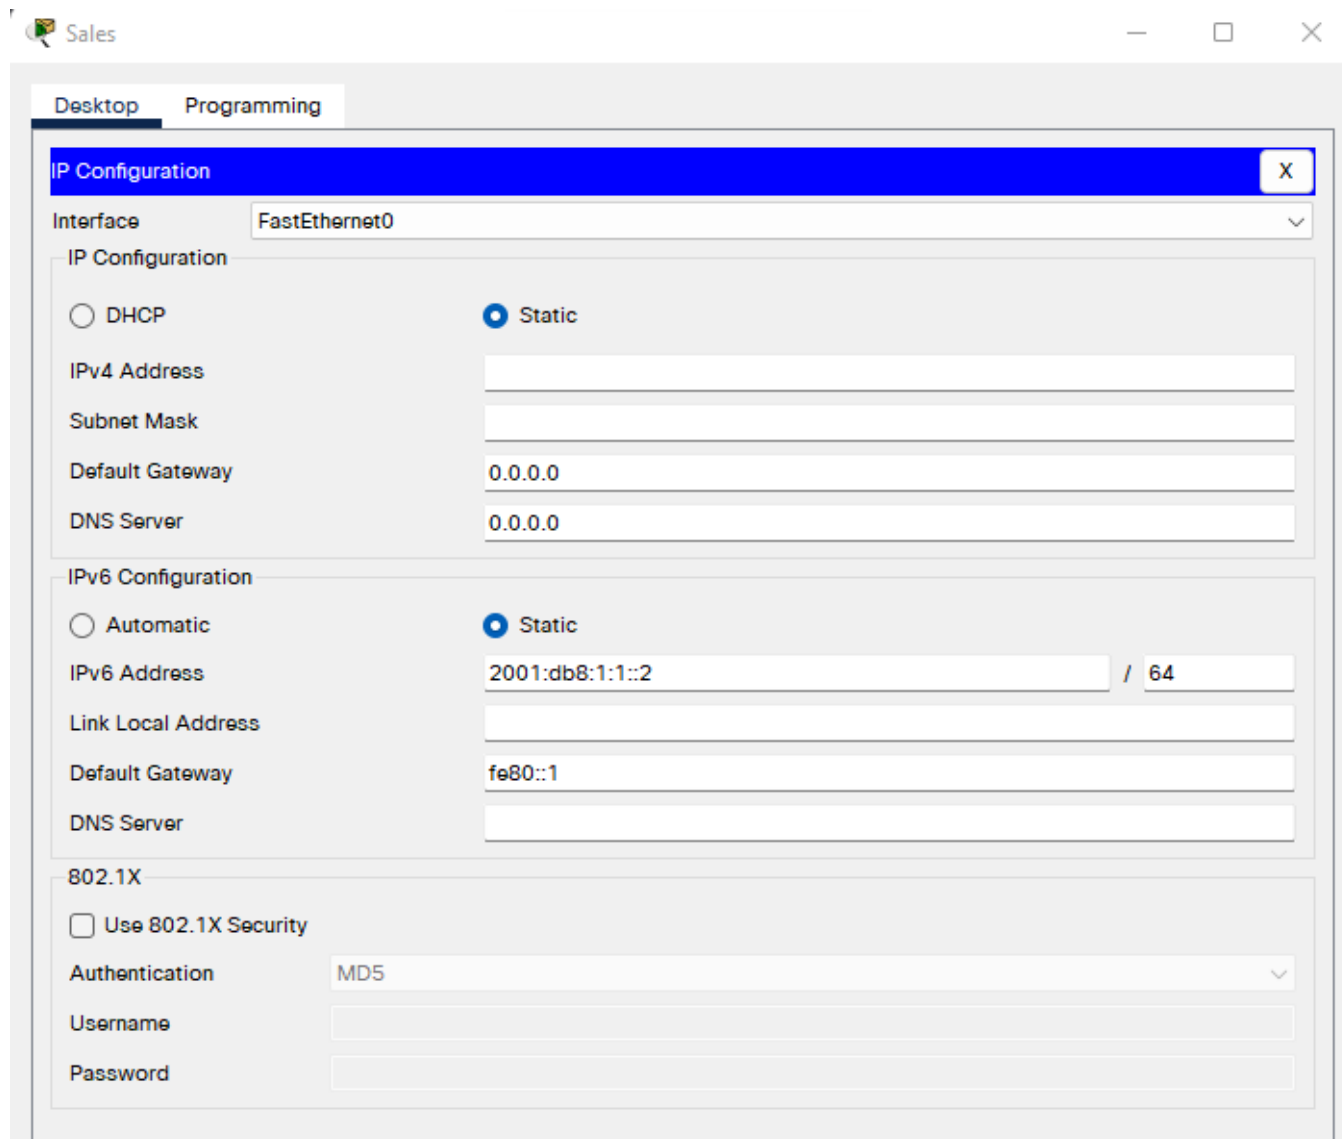 Sales
Desktop Programming
IP Configuration X
Interface FastEthernet0
IP Configuration
DHCP Static
IPv4 Address
Subnet Mask
Default Gateway 0.0.0.0
DNS Server 0.0.0.0
IPv6 Configuration
Automatic Static
IPv6 Address 2001:db8:1:1::2 / 64
Link Local Address
Default Gateway fe80::1
DNS Server
802.1X
Use 802.1X Security
Authentication MD5
Username
Password